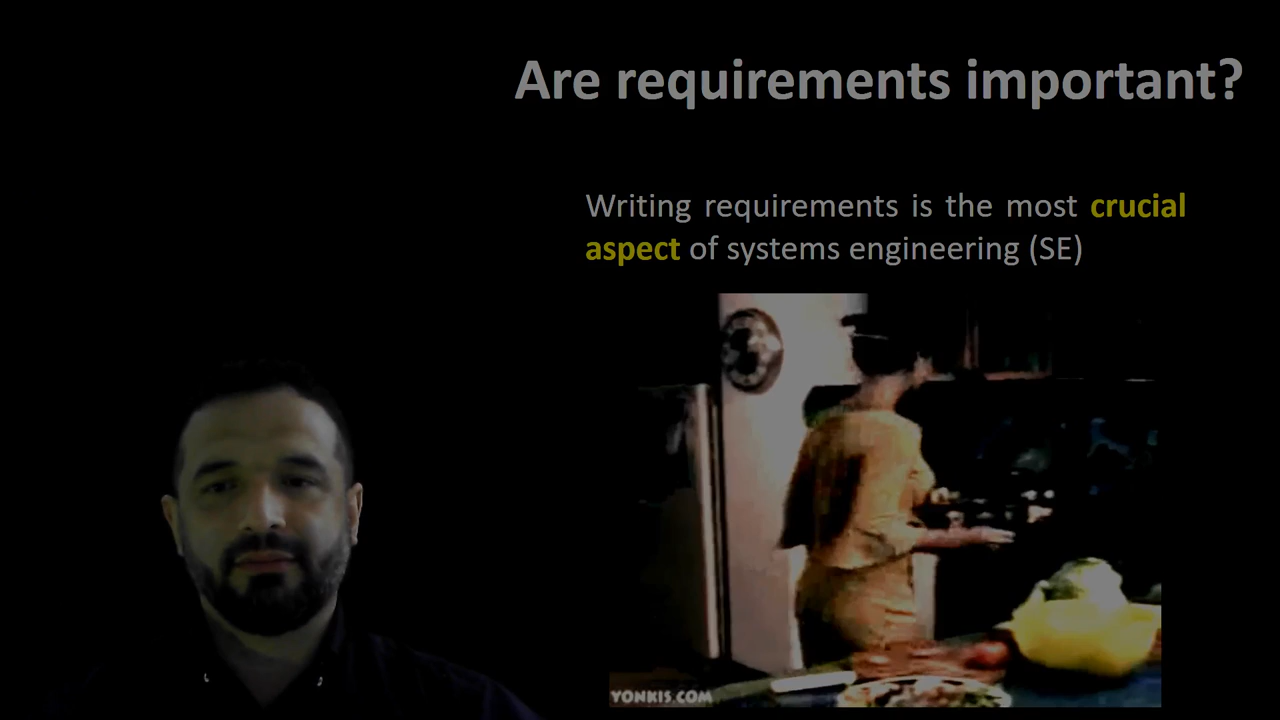 Are requirements important?
Writing requirements is the most crucial
aspect of systems engineering (SE)
YONKIS.COM